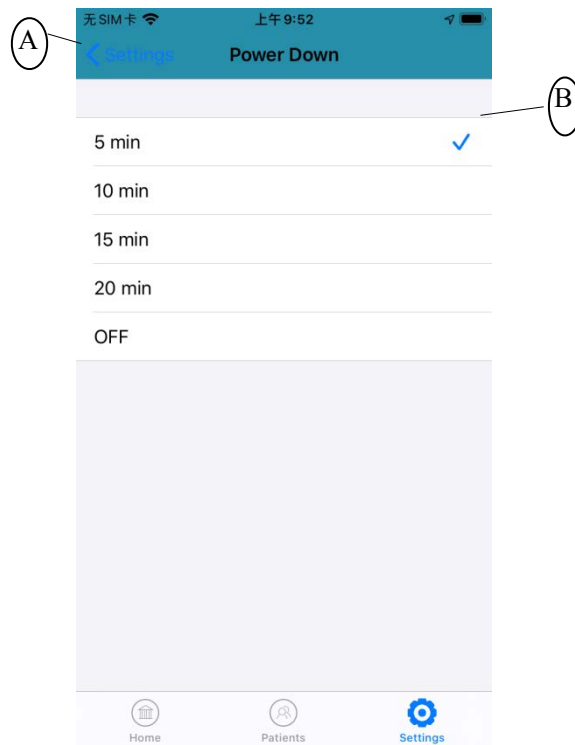 无SIM卡 上午9:52
A
Settings Power Down
B
5 min
10 min
15 min
20 min
OFF
Home Patients Settings